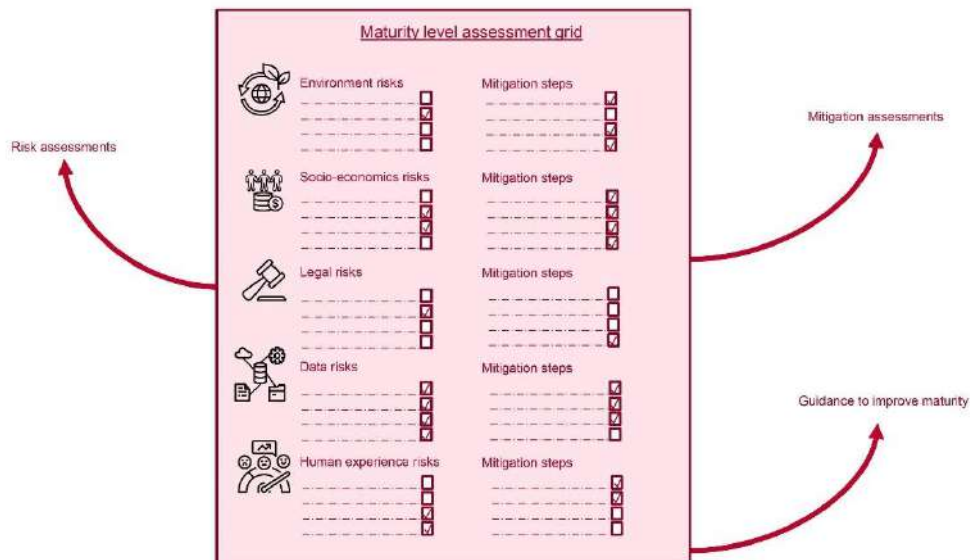 Maturity level assessment grid
Environment risks
Mitigation steps
Risk assessments
Mitigation assessments
Socio-economics risks
Mitigation steps
Legal risks
Mitigation steps
Data risks
Mitigation steps
Guidance to improve maturity
Human experience risks
Mitigation steps